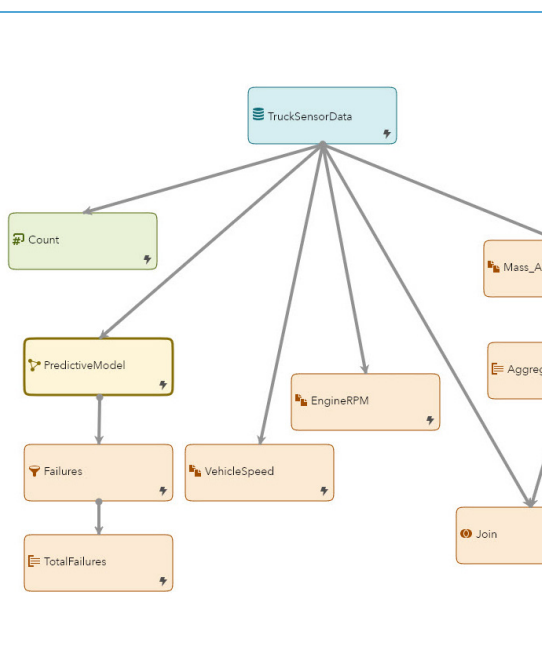 TruckSensorData
Count
Mass_A
PredictiveModel
Aggreg
EngineRPM
Failures
VehicleSpeed
Join
TotalFailures